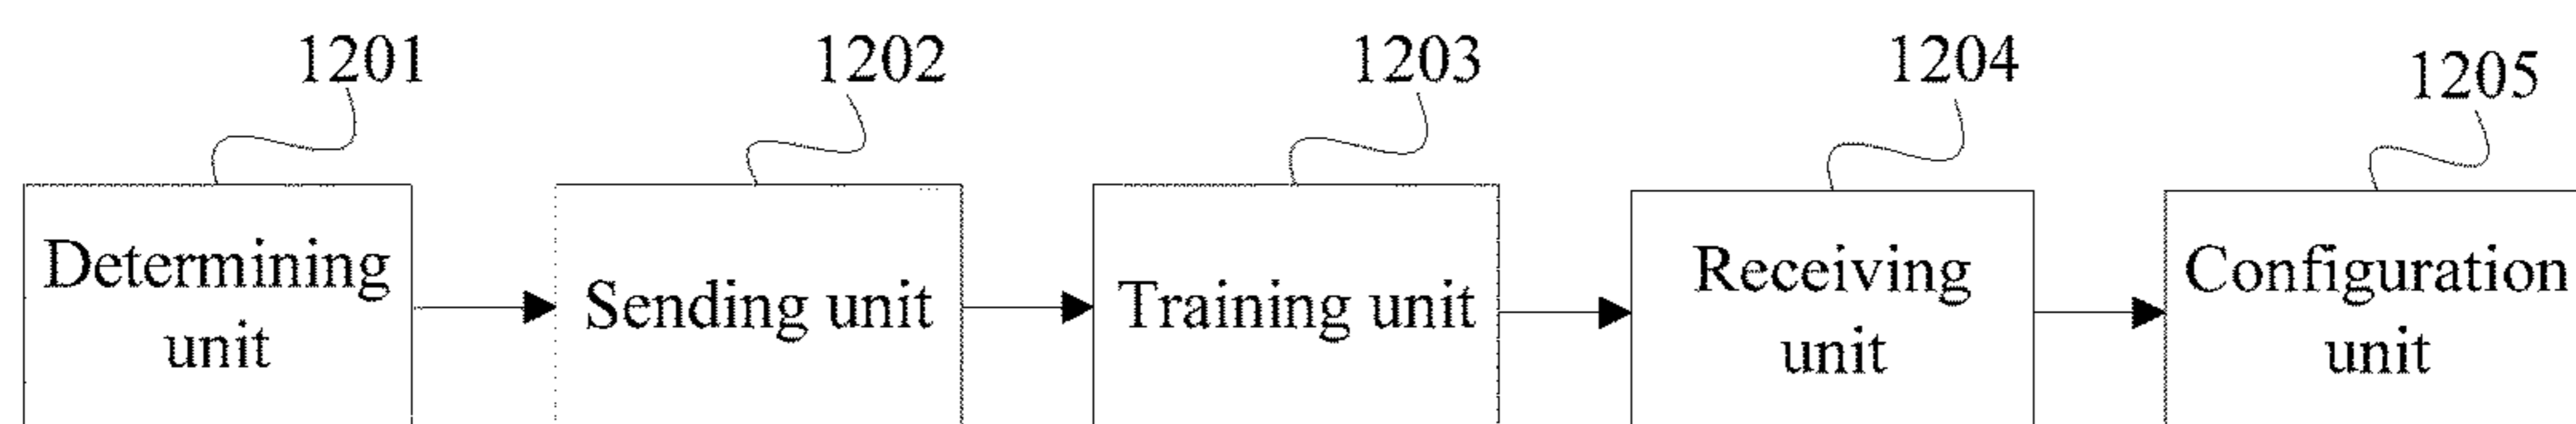 1201
1202
1203
1204
1205
Determining
unit
Sending unit
Training unit
Receiving
unit
Configuration
unit